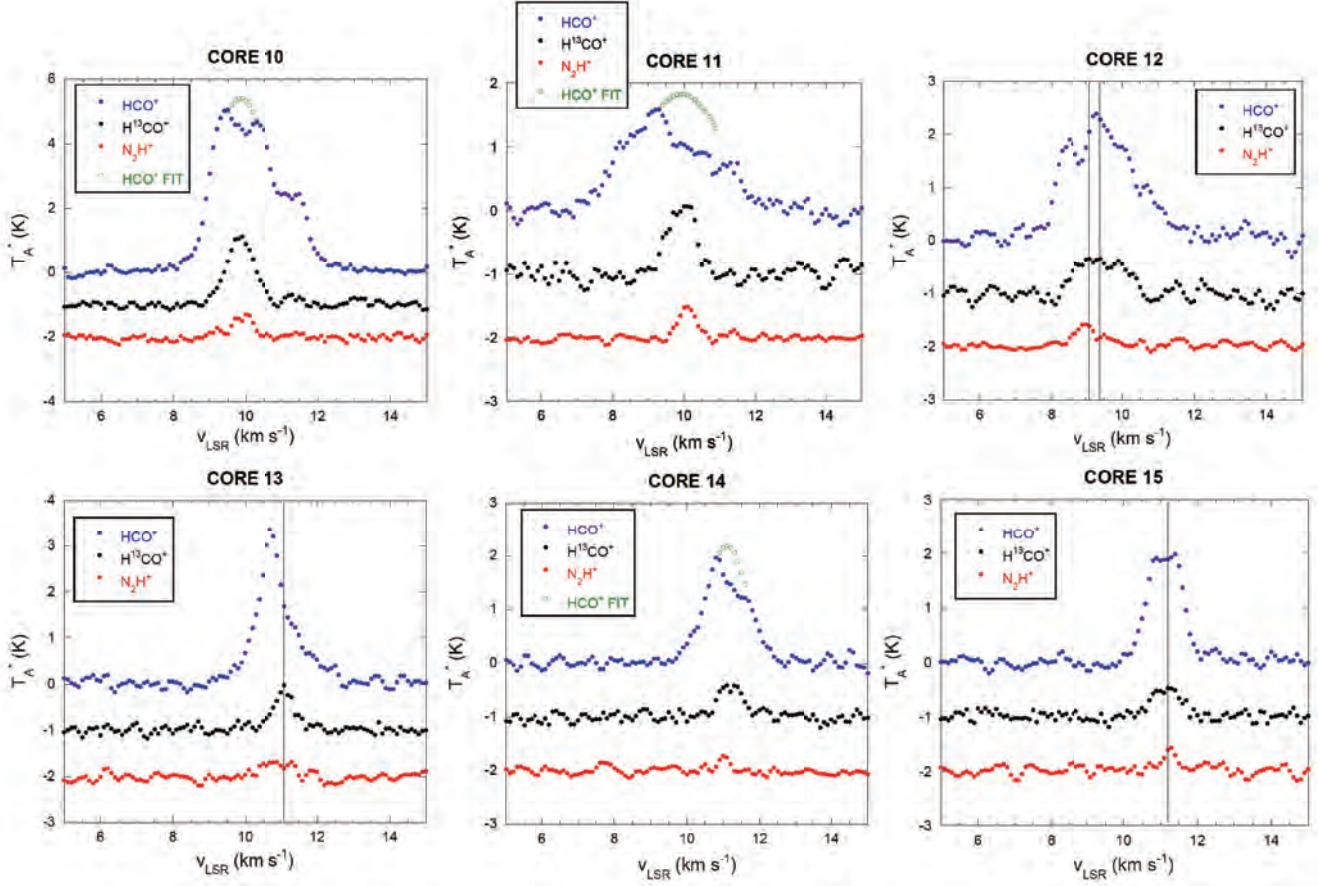 CORE 10
HCO⁺
H¹³CO⁺
N₂H⁺
HCO⁺ FIT
T_A^* (K)
6
4
2
0
-2
-4
6 8 10 12 14
v_LSR (km s⁻¹)
CORE 11
HCO⁺
H¹³CO⁺
N₂H⁺
HCO⁺ FIT
T_A^* (K)
2
1
0
-1
-2
-3
6 8 10 12 14
v_LSR (km s⁻¹)
CORE 12
HCO⁺
H¹³CO⁺
N₂H⁺
T_A^* (K)
3
2
1
0
-1
-2
-3
6 8 10 12 14
v_LSR (km s⁻¹)
CORE 13
HCO⁺
H¹³CO⁺
N₂H⁺
T_A^* (K)
-4
3
2
1
0
-1
-2
-3
6 8 10 12 14
v_LSR (km s⁻¹)
CORE 14
HCO⁺
H¹³CO⁺
N₂H⁺
HCO⁺ FIT
T_A^* (K)
3
2
1
0
-1
-2
-3
6 8 10 12 14
v_LSR (km s⁻¹)
CORE 15
HCO⁺
H¹³CO⁺
N₂H⁺
T_A^* (K)
3
2
1
0
-1
-2
-3
6 8 10 12 14
v_LSR (km s⁻¹)